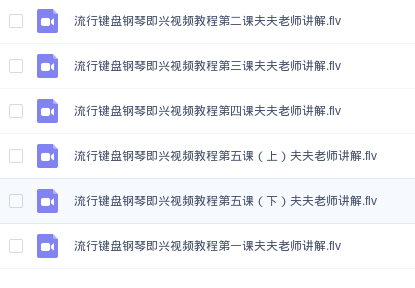 流行键盘钢琴即兴视频教程第二课夫夫老师讲解.flv
流行键盘钢琴即兴视频教程第三课夫夫老师讲解.flv
流行键盘钢琴即兴视频教程第四课夫夫老师讲解.flv
流行键盘钢琴即兴视频教程第五课（上）夫夫老师讲解.flv
流行键盘钢琴即兴视频教程第五课（下）夫夫老师讲解.flv
流行键盘钢琴即兴视频教程第一课夫夫老师讲解.flv